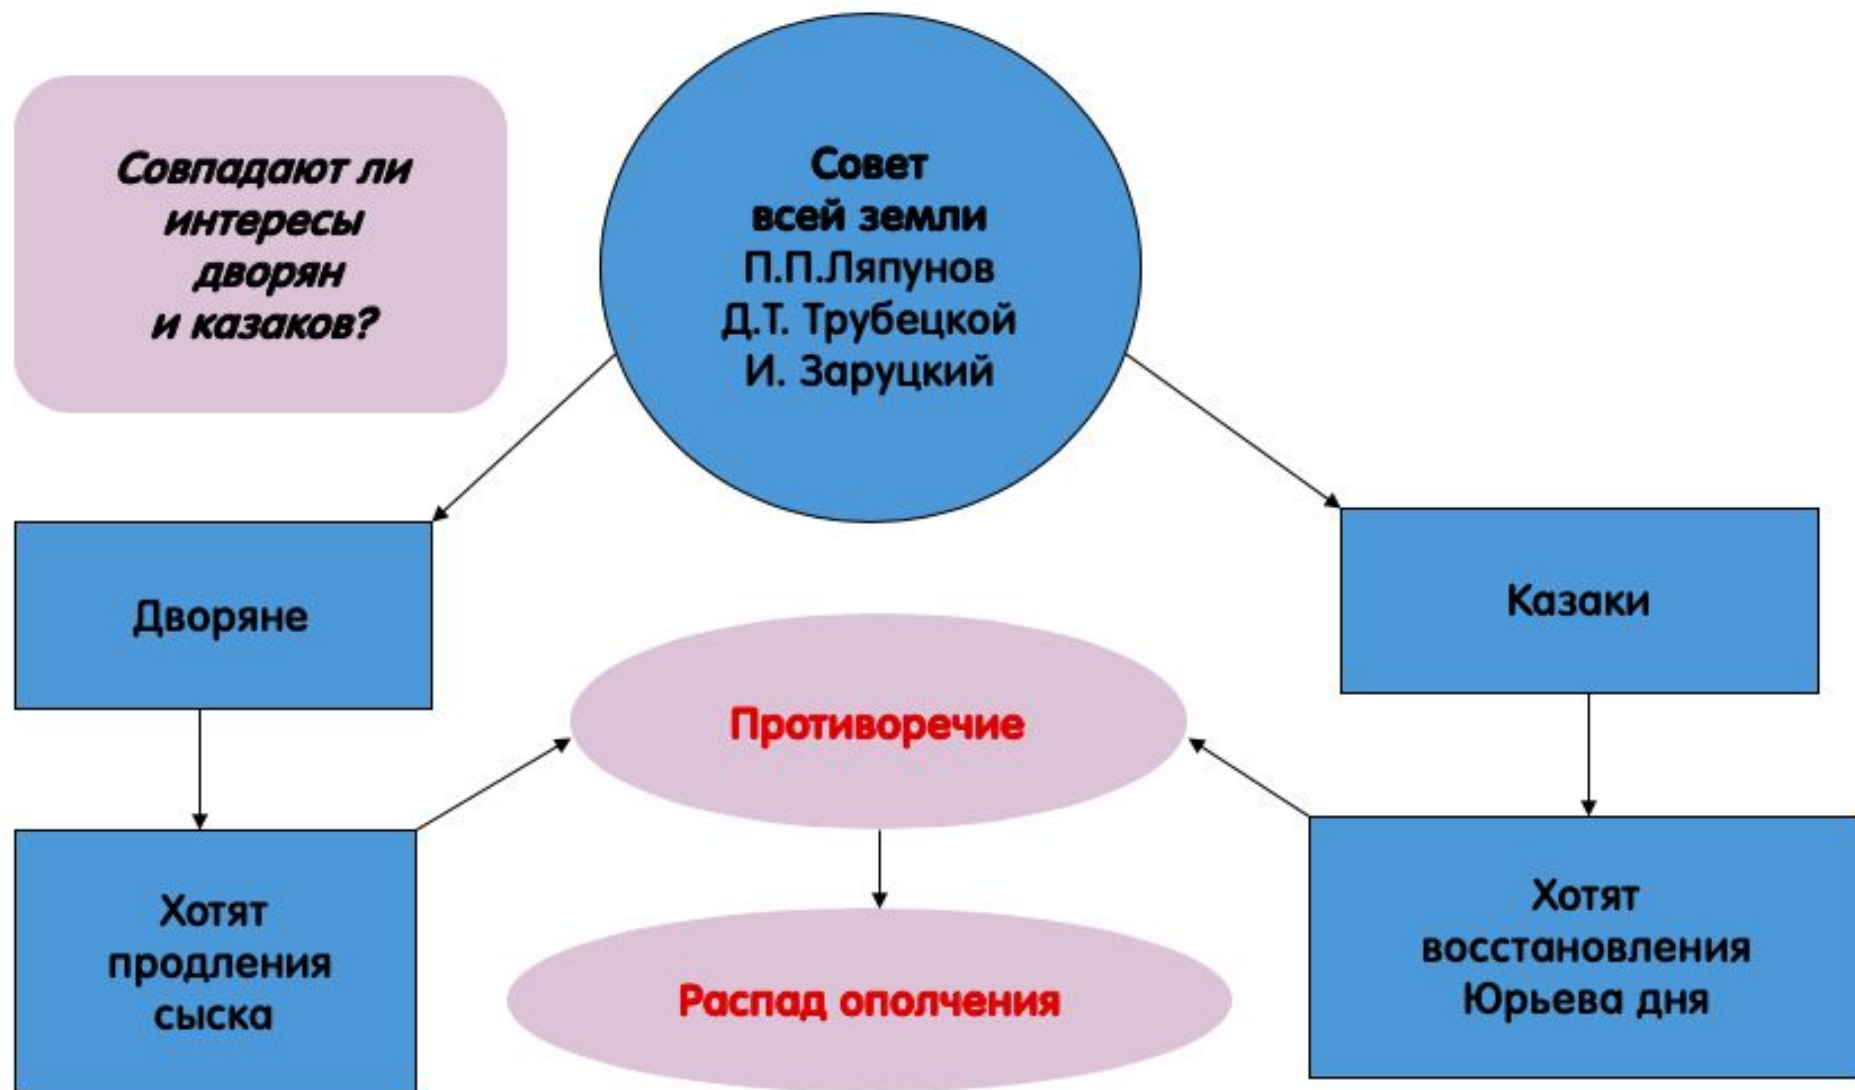 Совпадают ли
интересы
дворян
и казаков?
Совет
всей земли
П.П.Ляпунов
Д.Т. Трубецкой
И. Заруцкий
Дворяне
Казаки
Противоречие
Хотят
продления
сыска
Распад ополчения
Хотят
восстановления
Юрьева дня